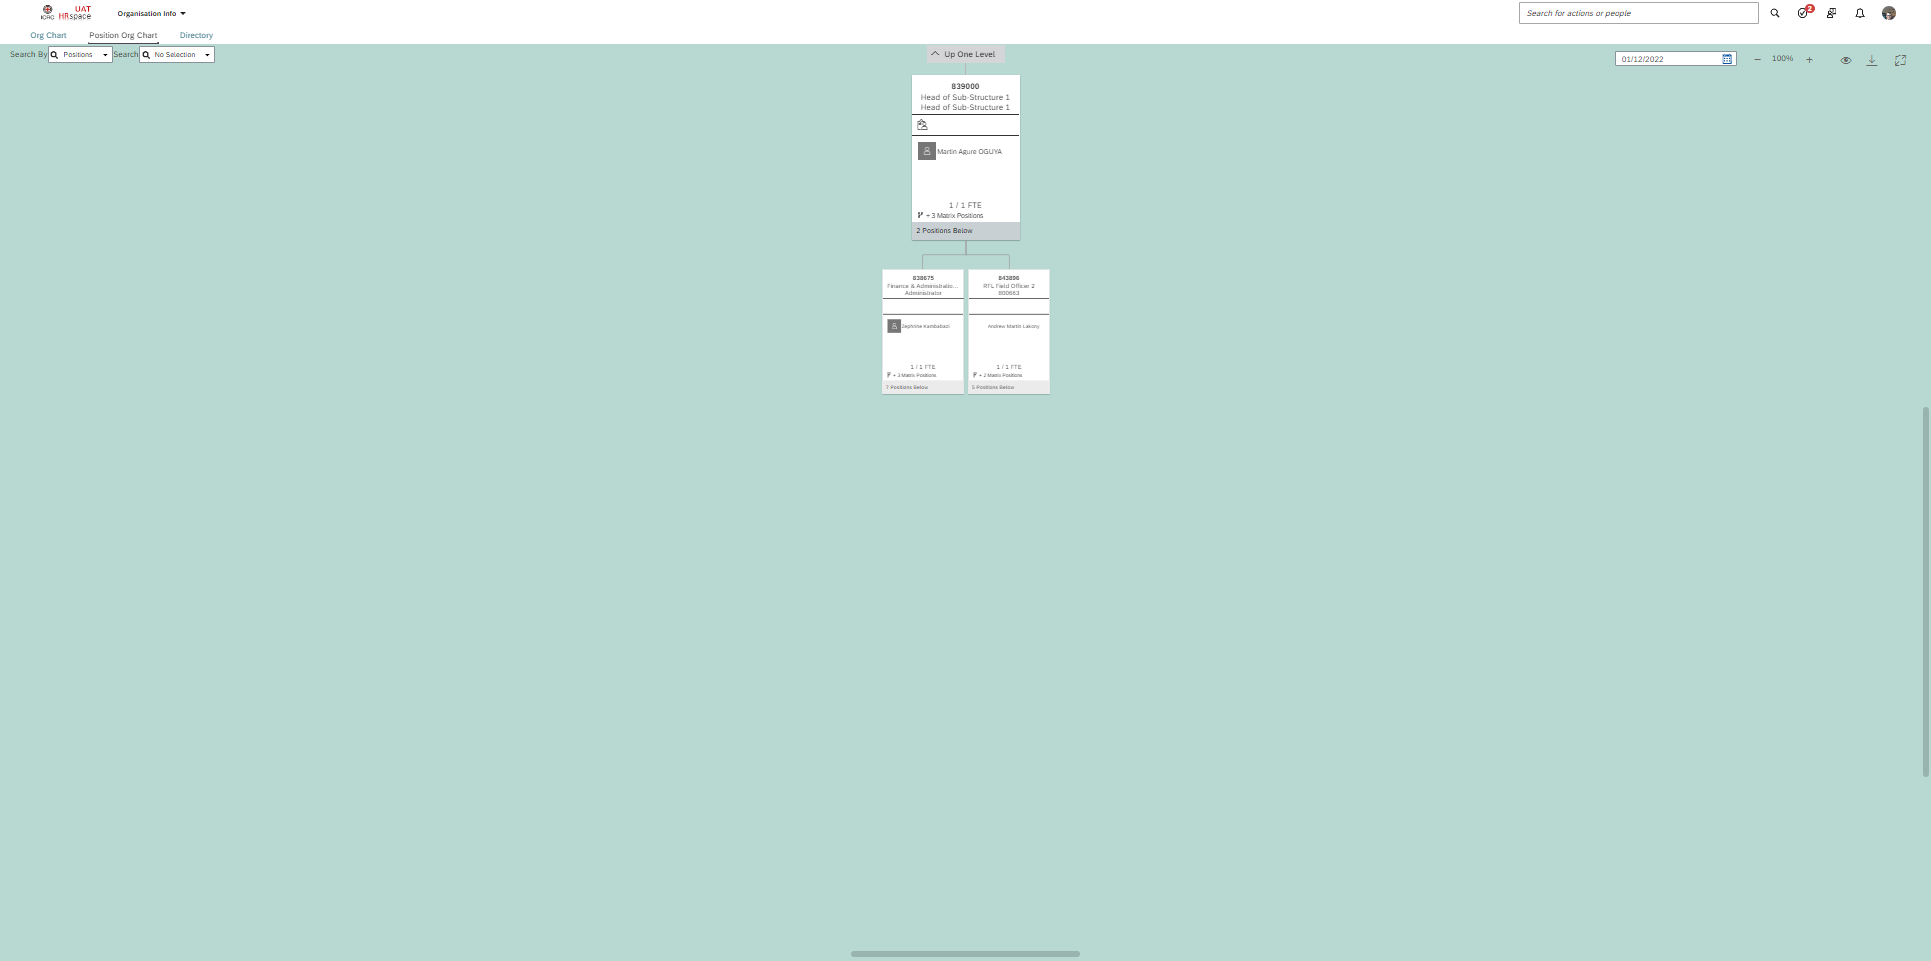 ICRC
UAT
HRspace
Organisation Info
Search for actions or people
2
Org Chart
Position Org Chart
Directory
Search By
Positions
Search
No Selection
Up One Level
01/12/2022
100%
839000
Head of Sub-Structure 1
Head of Sub-Structure 1
Martin Agure OGUYA
1 / 1 FTE
+ 3 Matrix Positions
2 Positions Below
838675
Finance & Administratio...
Administrator
Kambabazi
1 / 1 FTE
+ 3 Matrix Positions
7 Positions Below
843896
RFL Field Officer 2
800663
Andrew Martin Lakony
1 / 1 FTE
+ 2 Matrix Positions
5 Positions Below